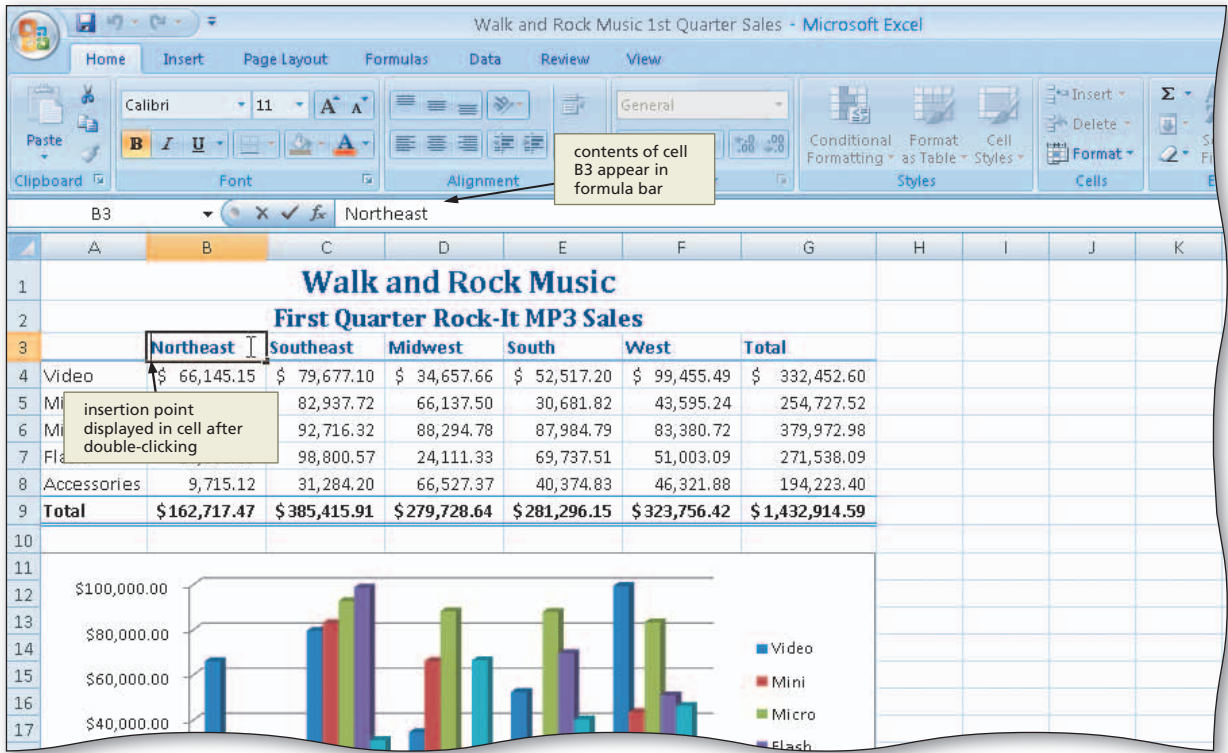 Walk and Rock Music 1st Quarter Sales - Microsoft Excel
Home Insert Page Layout Formulas Data Review View
Calibri 11 A A General Insert Σ
Paste B I U A Conditional Formatting Format as Table Cell Styles Delete
Format
Clipboard Font Alignment Styles Cells
contents of cell
B3 appear in
formula bar
B3 fx Northeast
A B C D E F G H I J K
1 Walk and Rock Music
2 First Quarter Rock-It MP3 Sales
3 Northeast Southeast Midwest South West Total
4 Video $ 66,145.15 $ 79,677.10 $ 34,657.66 $ 52,517.20 $ 99,455.49 $ 332,452.60
5 82,937.72 66,137.50 30,681.82 43,595.24 254,727.52
6 92,716.32 88,294.78 87,984.79 83,380.72 379,972.98
7 98,800.57 24,111.33 69,737.51 51,003.09 271,538.09
8 Accessories 9,715.12 31,284.20 66,527.37 40,374.83 46,321.88 194,223.40
9 Total $162,717.47 $385,415.91 $279,728.64 $281,296.15 $323,756.42 $1,432,914.59
insertion point
displayed in cell after
double-clicking
10
11
12
13
14
15
16
17
$100,000.00
$80,000.00
$60,000.00
$40,000.00
Video
Mini
Micro
Flash